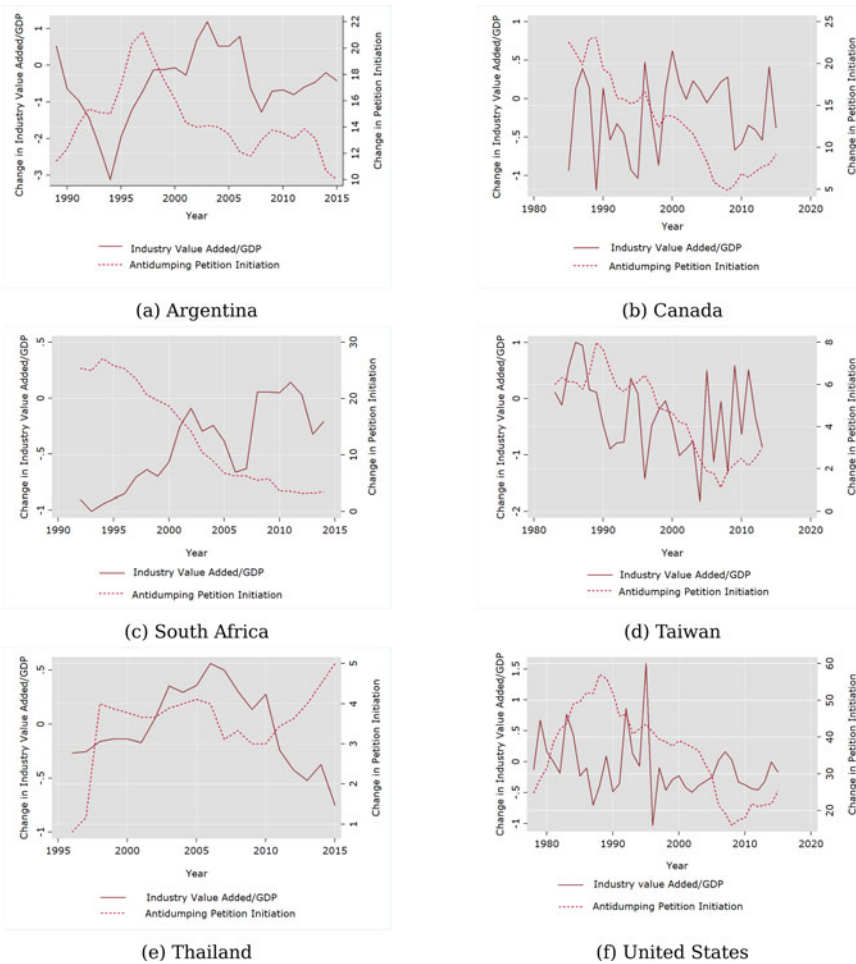 Change in Industry Value Added/GDP
1
0
-1
-2
-3
22
20
18
16
14
12
10
Change in Petition Initiation
1990 1995 2000 2005 2010 2015
Year
Industry Value Added/GDP
Antidumping Petition Initiation
(a) Argentina
Change in Industry Value Added/GDP
1
.5
0
-.5
-1
25
20
15
10
5
Change in Petition Initiation
1980 1990 2000 2010 2020
Year
Industry Value Added/GDP
Antidumping Petition Initiation
(b) Canada
Change in Industry Value Added/GDP
.5
0
-.5
-1
30
20
10
0
Change in Petition Initiation
1990 1995 2000 2005 2010 2015
Year
Industry Value Added/GDP
Antidumping Petition Initiation
(c) South Africa
Change in Industry Value Added/GDP
1
0
-1
-2
8
6
4
2
0
Change in Petition Initiation
1980 1990 2000 2010 2020
Year
Industry Value Added/GDP
Antidumping Petition Initiation
(d) Taiwan
Change in Industry Value Added/GDP
.5
0
-.5
-1
5
4
3
2
1
Change in Petition Initiation
1995 2000 2005 2010 2015
Year
Industry Value Added/GDP
Antidumping Petition Initiation
(e) Thailand
Change in Industry Value Added/GDP
1.5
1
.5
0
-0.5
-1
60
50
40
30
20
Change in Petition Initiation
1980 1990 2000 2010 2020
Year
Industry value Added/GDP
Antidumping Petition Initiation
(f) United States